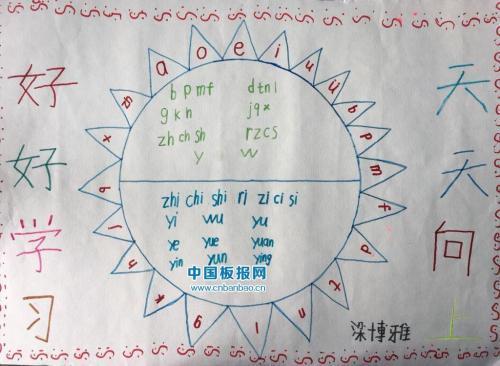 好好学习
天天向上
a o e i u ü b p m f d t n l g k h j q x
b p m f d t n l
g k h j q x
zh ch sh r z c s
y w
zhi chi shi ri zi ci si
yi wu yu
ye yue yuan
yin yun ying
中国板报网
www.cnbanbao.cn
梁博雅